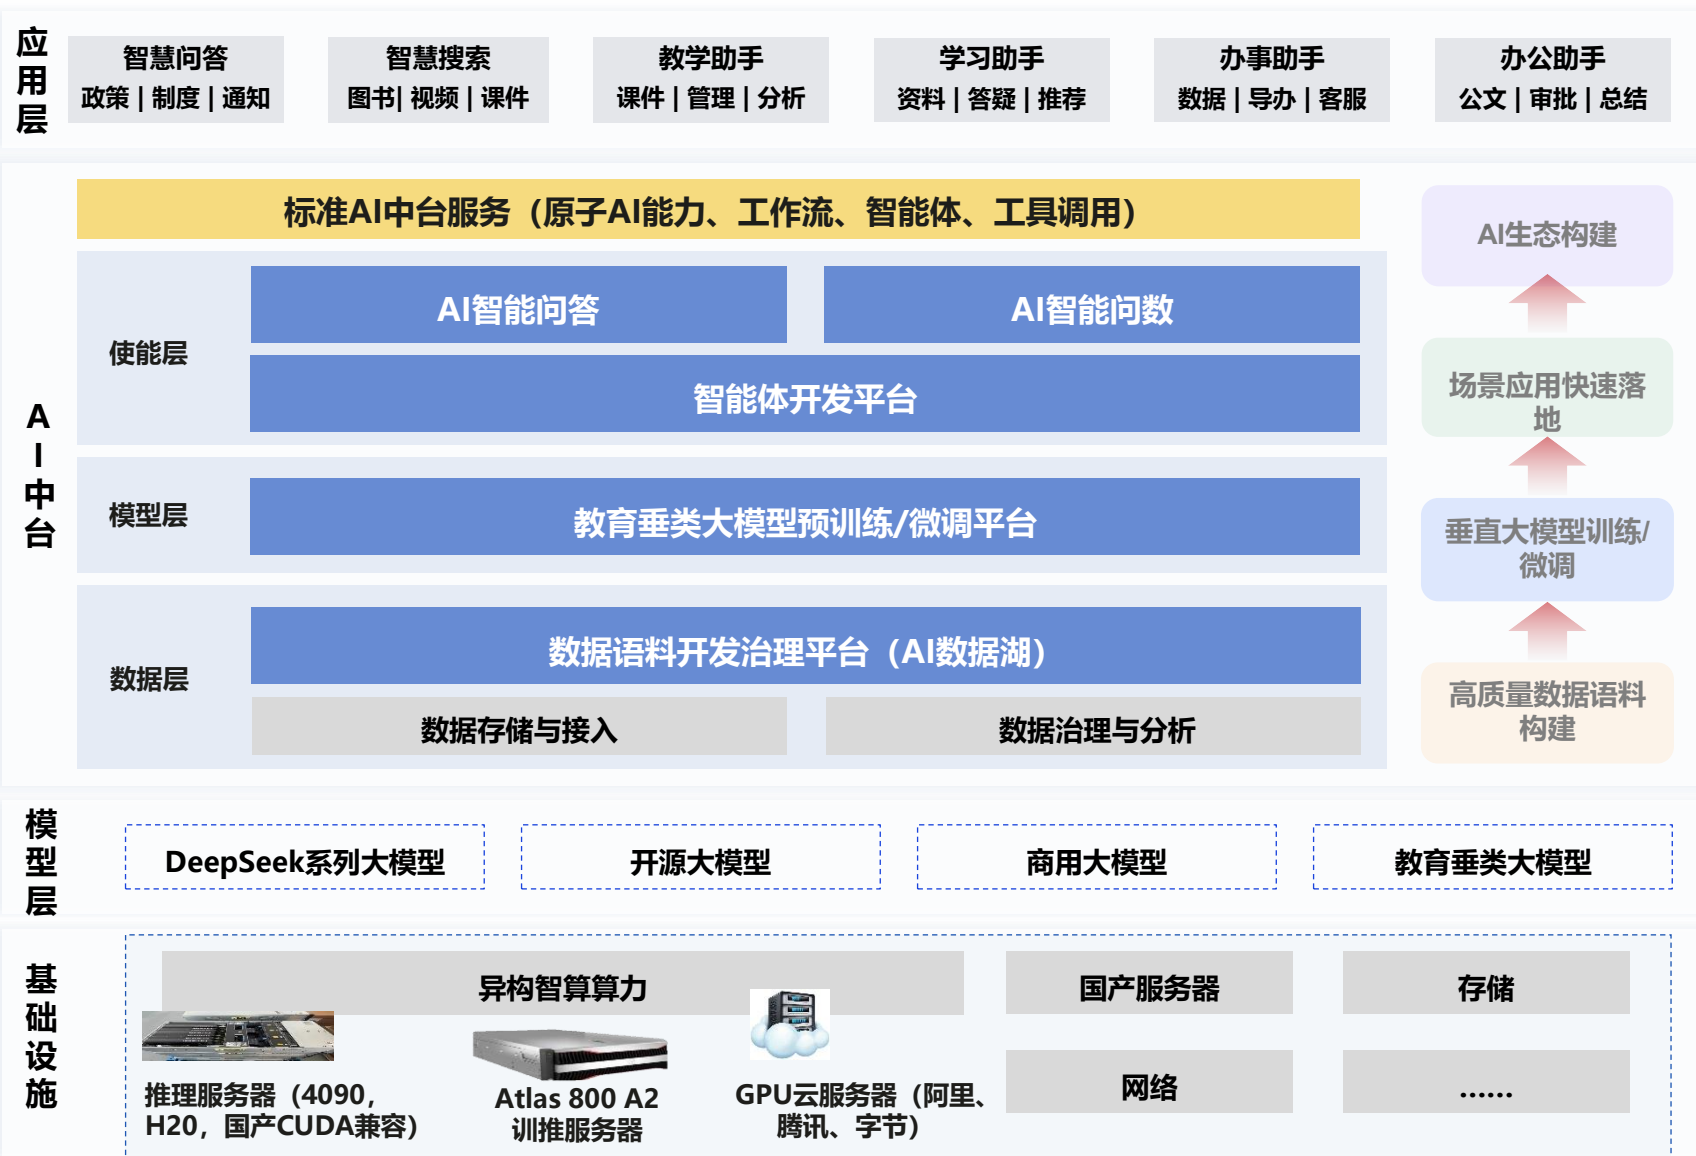 应用层
智慧问答
政策 | 制度 | 通知
智慧搜索
图书| 视频 | 课件
教学助手
课件 | 管理 | 分析
学习助手
资料 | 答疑 | 推荐
办事助手
数据 | 导办 | 客服
办公助手
公文 | 审批 | 总结
AI中台
标准AI中台服务（原子AI能力、工作流、智能体、工具调用）
使能层
AI智能问答
AI智能问数
智能体开发平台
模型层
教育垂类大模型预训练/微调平台
数据层
数据语料开发治理平台（AI数据湖）
数据存储与接入
数据治理与分析
AI生态构建
场景应用快速落
地
垂直大模型训练/
微调
高质量数据语料
构建
模型层
DeepSeek系列大模型
开源大模型
商用大模型
教育垂类大模型
基础设施
异构智算算力
推理服务器（4090，
H20，国产CUDA兼容）
Atlas 800 A2
训推服务器
GPU云服务器（阿里、
腾讯、字节）
国产服务器
存储
网络
......